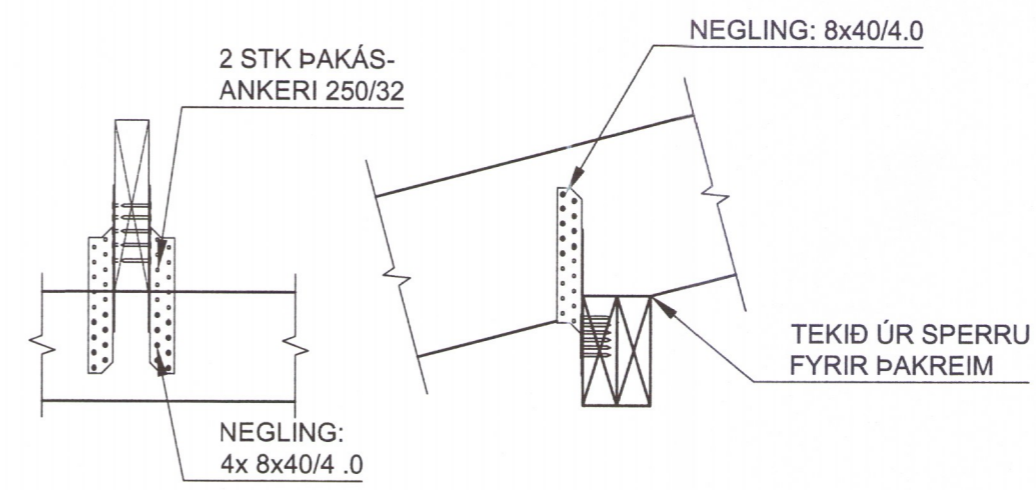 2 STK ÞAKÁS-
ANKERI 250/32
NEGLING:
4x 8x40/4 .0
NEGLING: 8x40/4.0
TEKIÐ ÚR SPERRU
FYRIR ÞAKREIM